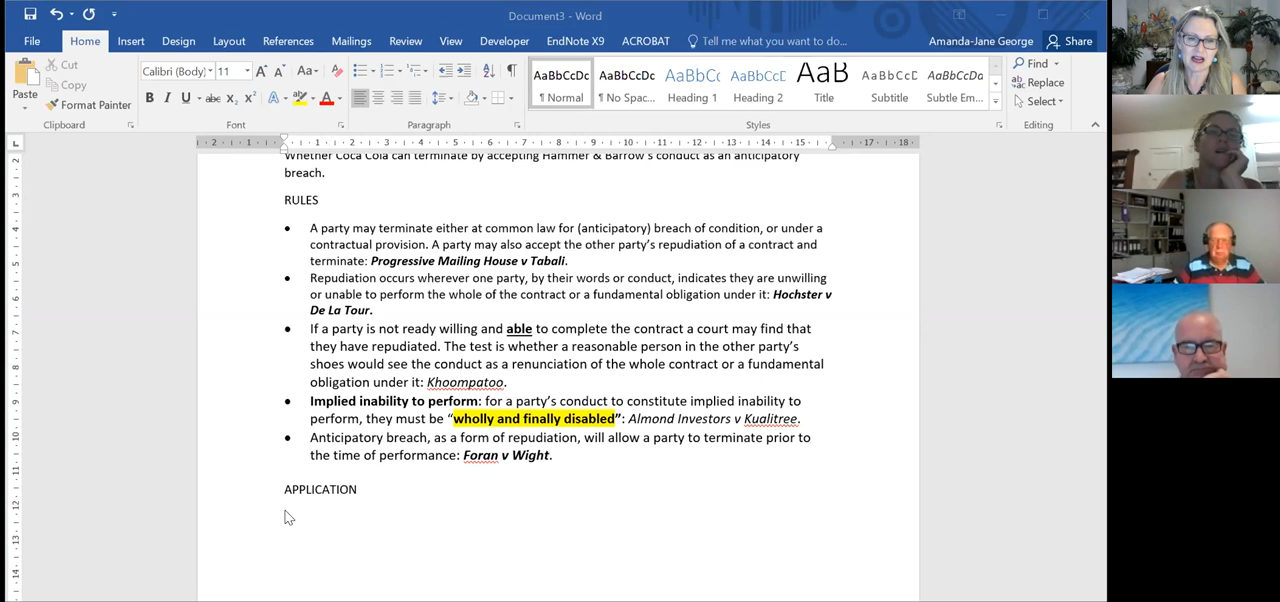 Document3 - Word
File Home Insert Design Layout References Mailings Review View Developer EndNote X9 ACROBAT Tell me what you want to do... Amanda-Jane George Share
Paste
Cut
Copy
Format Painter
Clipboard
Calibri (Body) 11
Font
Paragraph
AaBbCcDc AaBbCcDc AaBbCc AaBbCcC AaB AaBbCcD AaBbCcDa
¶ Normal ¶ No Spac... Heading 1 Heading 2 Title Subtitle Subtle Em...
Styles
Find
Replace
Select
Editing
Whether Coca Cola can terminate by accepting Hammer & Barrow's conduct as an anticipatory
breach.
RULES
• A party may terminate either at common law for (anticipatory) breach of condition, or under a
contractual provision. A party may also accept the other party's repudiation of a contract and
terminate: Progressive Mailing House v Tabali.
• Repudiation occurs wherever one party, by their words or conduct, indicates they are unwilling
or unable to perform the whole of the contract or a fundamental obligation under it: Hochster v
De La Tour.
• If a party is not ready willing and able to complete the contract a court may find that
they have repudiated. The test is whether a reasonable person in the other party's
shoes would see the conduct as a renunciation of the whole contract or a fundamental
obligation under it: Khoompatoo.
• Implied inability to perform: for a party's conduct to constitute implied inability to
perform, they must be "wholly and finally disabled": Almond Investors v Kualitree.
• Anticipatory breach, as a form of repudiation, will allow a party to terminate prior to
the time of performance: Foran v Wight.
APPLICATION